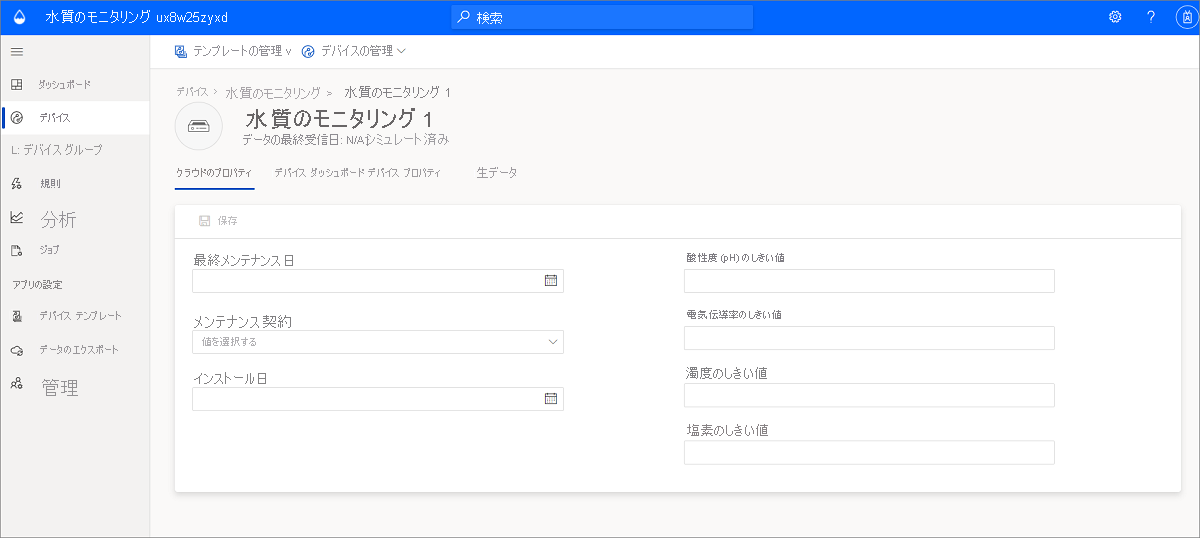 水質のモニタリング ux8w25zyxd
検索
?
テンプレートの管理 v
デバイスの管理
ダッシュボード
デバイス
L: デバイス グループ
規則
分析
ジョブ
アプリの設定
デバイス テンプレート
データのエクスポート
管理
デバイス > 水質のモニタリング > 水質のモニタリング 1
水質のモニタリング 1
データの最終受信日: N/A シミュレート済み
クラウドのプロパティ
デバイス ダッシュボード デバイス プロパティ
生データ
保存
最終メンテナンス日
メンテナンス契約
値を選択する
インストール日
酸性度 (pH) のしきい値
電気伝導率のしきい値
濁度のしきい値
塩素のしきい値